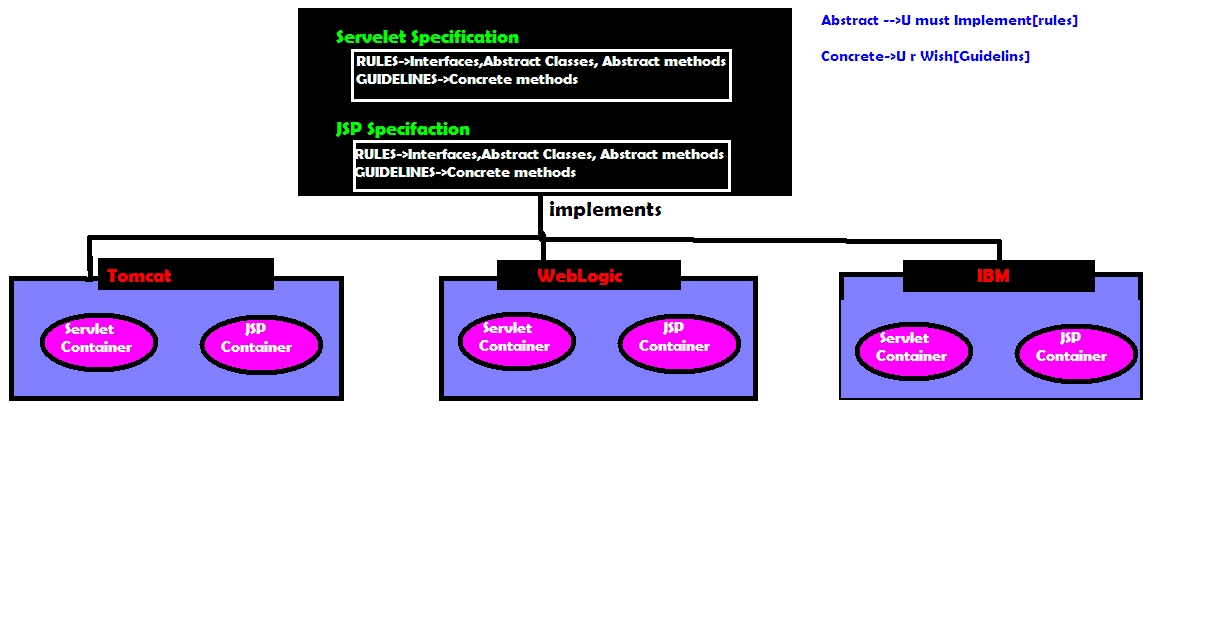 Abstract -->U must Implement[rules]
Concrete->U r Wish[Guidelins]
Servelet Specification
RULES->Interfaces,Abstract Classes, Abstract methods
GUIDELINES->Concrete methods
JSP Specifaction
RULES->Interfaces,Abstract Classes, Abstract methods
GUIDELINES->Concrete methods
implements
Tomcat
Servlet
Container
JSP
Container
WebLogic
Servlet
Container
JSP
Container
IBM
Servlet
Container
JSP
Container